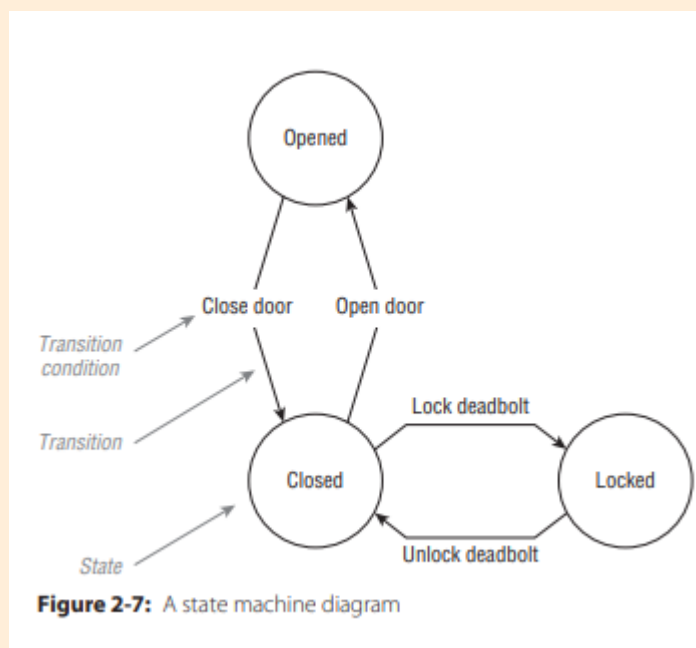 Opened
Close door
Open door
Transition
condition
Lock deadbolt
Transition
Closed
Locked
Unlock deadbolt
State
Figure 2-7: A state machine diagram